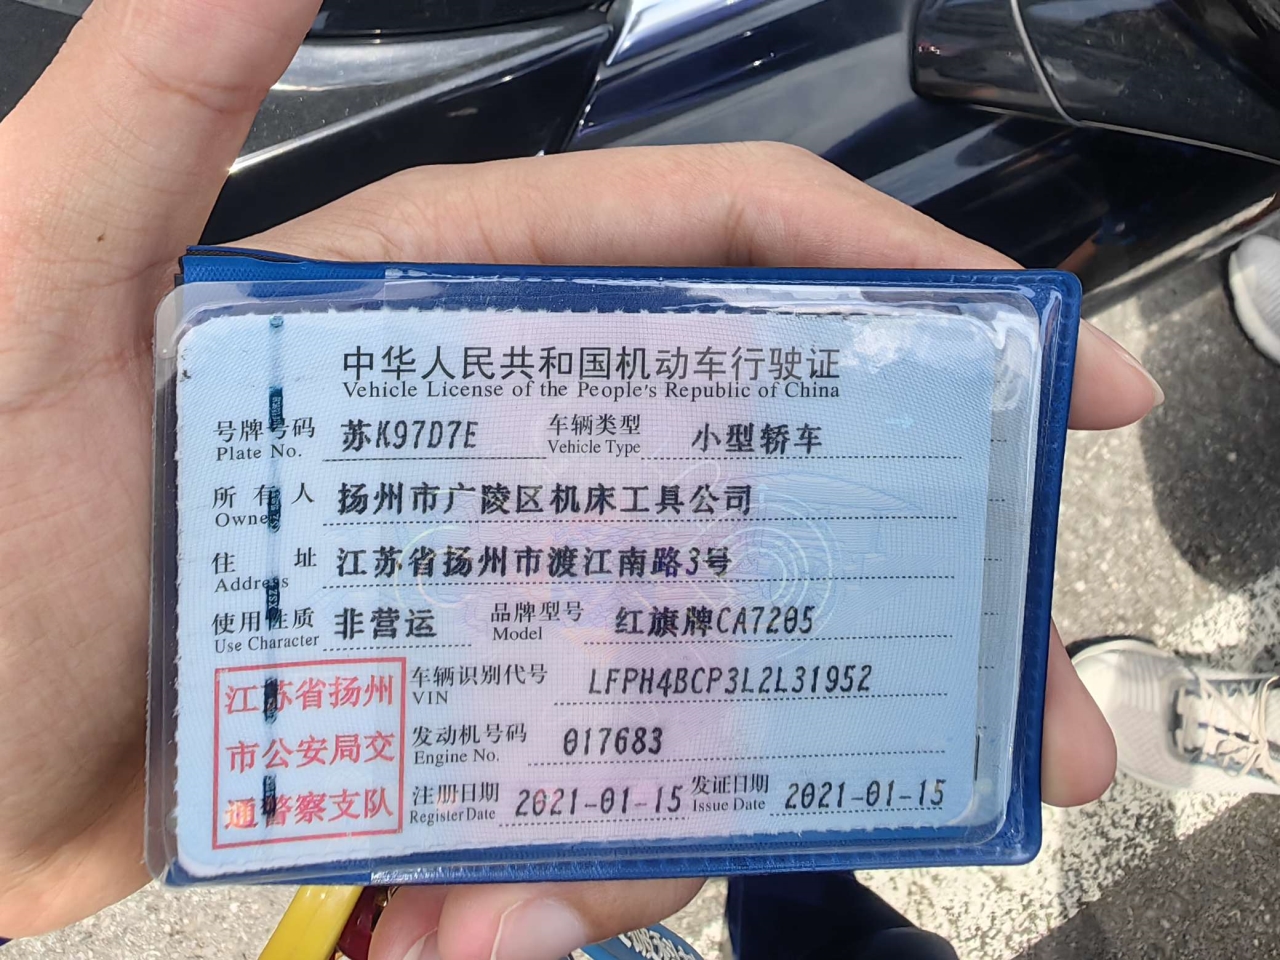 中华人民共和国机动车行驶证
Vehicle License of the People's Republic of China
号牌号码 苏K97D7E 车辆类型 小型轿车
Plate No. Vehicle Type
所有人 扬州市广陵区机床工具公司
Owner
住址 江苏省扬州市渡江南路3号
Address
使用性质 非营运 品牌型号 红旗牌CA7205
Use Character Model
车辆识别代号 LFPH4BCP3L2L31952
VIN
发动机号码 017683
Engine No.
注册日期 2021-01-15 发证日期 2021-01-15
Register Date Issue Date
江苏省扬州
市公安局交
通警察支队